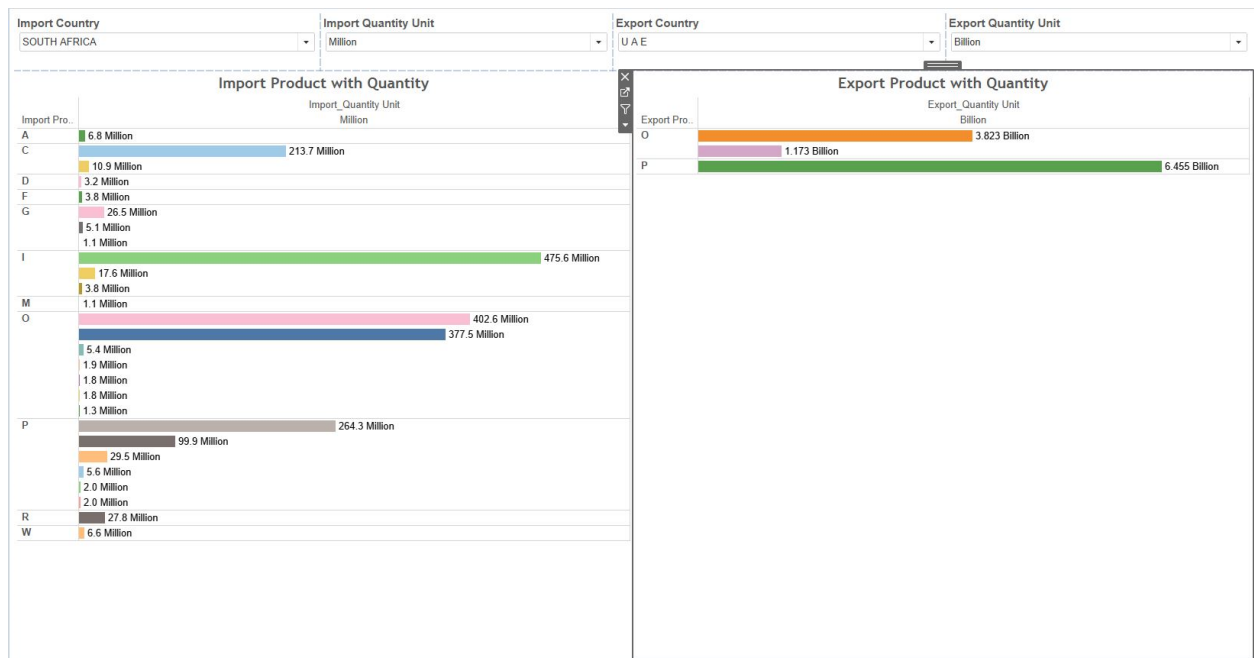 Import Country
Import Quantity Unit
Export Country
Export Quantity Unit
SOUTH AFRICA
Million
U A E
Billion
Import Product with Quantity
Import_Quantity Unit
Import Pro..
Million
A
6.8 Million
C
213.7 Million
10.9 Million
D
3.2 Million
F
3.8 Million
G
26.5 Million
5.1 Million
1.1 Million
I
475.6 Million
17.6 Million
3.8 Million
M
1.1 Million
O
402.6 Million
377.5 Million
5.4 Million
1.9 Million
1.8 Million
1.8 Million
1.3 Million
P
264.3 Million
99.9 Million
29.5 Million
5.6 Million
2.0 Million
2.0 Million
R
27.8 Million
W
6.6 Million
Export Product with Quantity
Export_Quantity Unit
Export Pro..
Billion
O
3.823 Billion
1.173 Billion
P
6.455 Billion